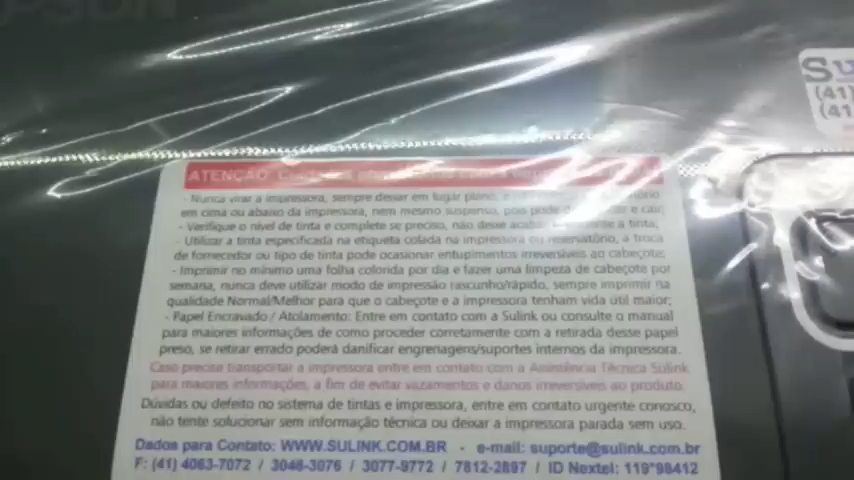 EPSON
Su
(41)
(41
ATENÇÃO:
- Nunca virar a impressora, sempre deixar em lugar plano,
em cima ou abaixo da impressora, nem mesmo suspenso, pois pode e cair;
- Verifique o nível de tinta e complete se preciso, não deixe a tinta;
- Utilizar a tinta especificada na etiqueta colada na impressora ou reservatório, a troca
de fornecedor ou tipo de tinta pode ocasionar entupimentos irreversíveis ao cabeçote;
- Imprimir no mínimo uma folha colorida por dia e fazer uma limpeza de cabeçote por
semana, nunca deve utilizar modo de impressão rascunho/rápido, sempre imprimir na
qualidade Normal/Melhor para que o cabeçote e a impressora tenham vida útil maior;
- Papel Encravado / Atolamento: Entre em contato com a Sulink ou consulte o manual
para maiores informações de como proceder corretamente com a retirada desse papel
preso, se retirar errado poderá danificar engrenagens/suportes internos da impressora.
Caso precise transportar a impressora entre em contato com a Assistência Técnica Sulink
para maiores informações, a fim de evitar vazamentos e danos irreversíveis ao produto.
Dúvidas ou defeito no sistema de tintas e impressora, entre em contato urgente conosco,
não tente solucionar sem informação técnica ou deixar a impressora parada sem uso.
Dados para Contato: WWW.SULINK.COM.BR - e-mail: suporte@sulink.com.br
F: (41) 4063-7072 / 3046-3076 / 3077-9772 / 7812-2897 / ID Nextel: 119*98412